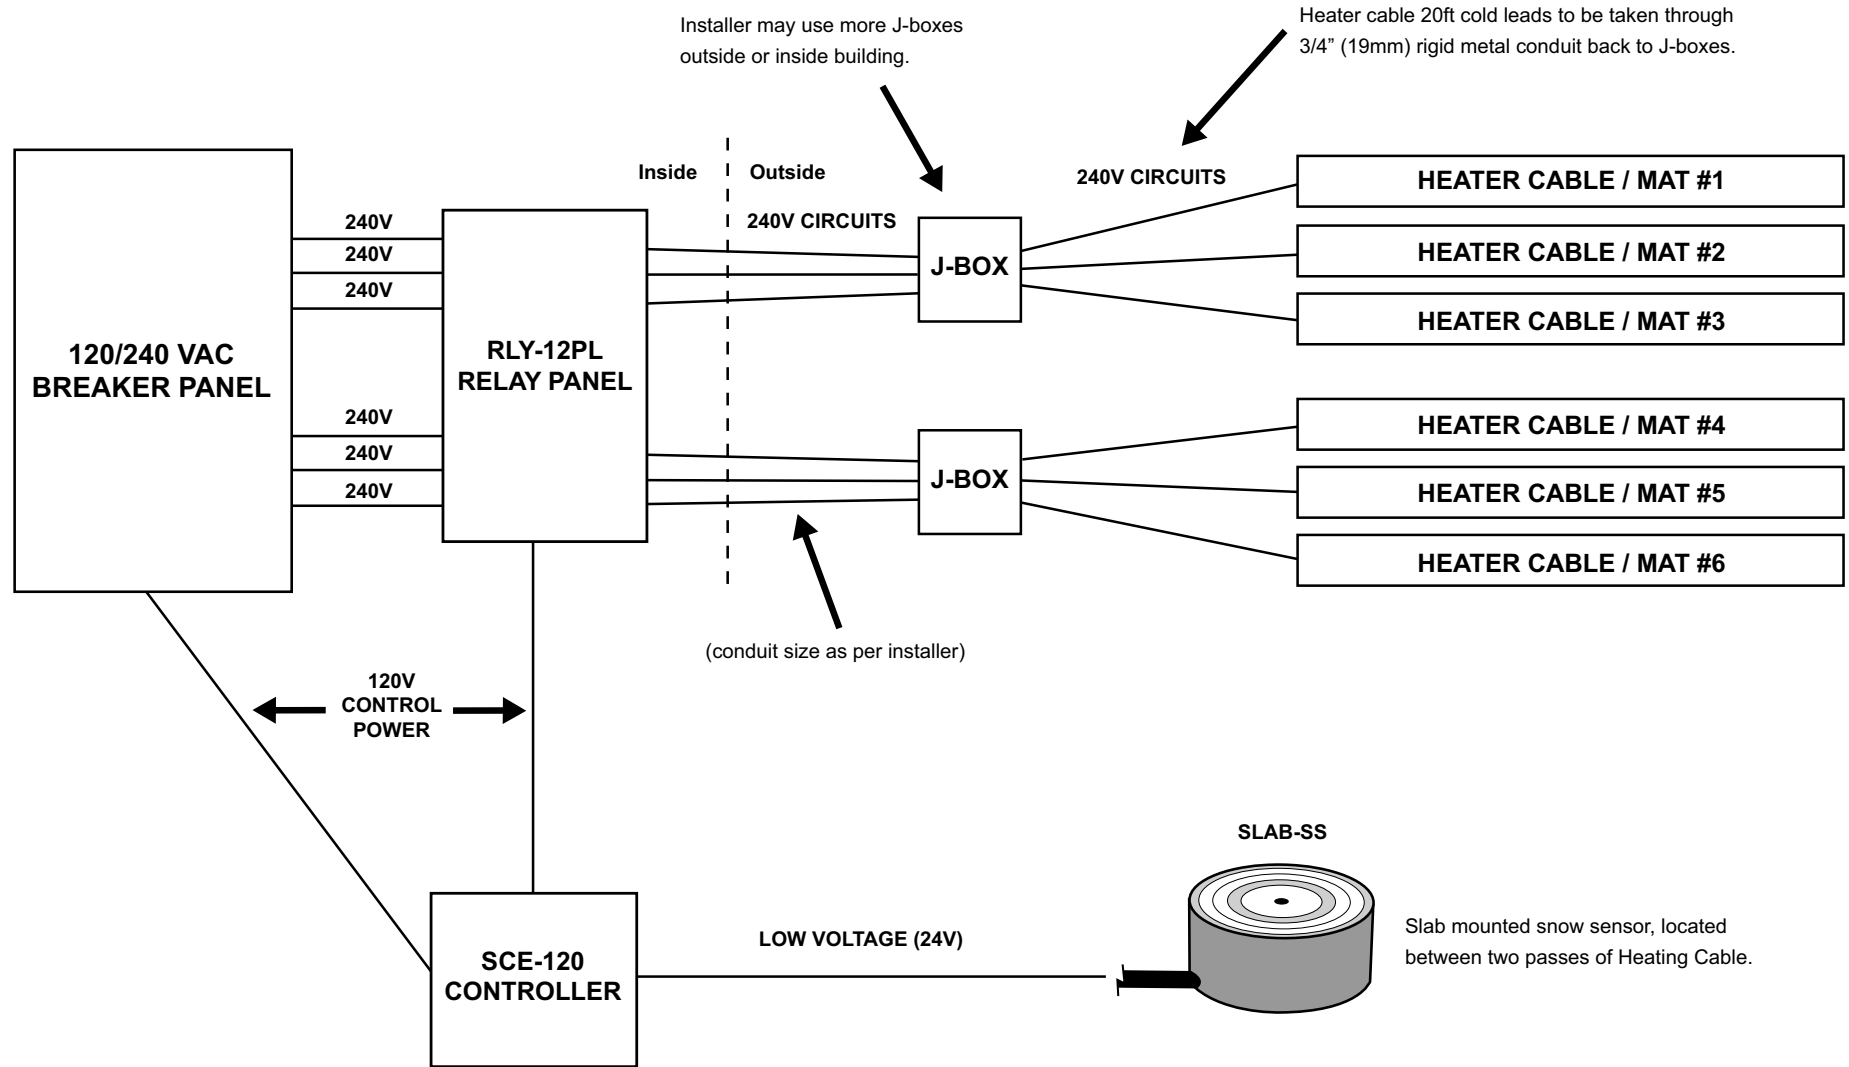 Installer may use more J-boxes
outside or inside building.
Heater cable 20ft cold leads to be taken through
3/4” (19mm) rigid metal conduit back to J-boxes.
Inside
Outside
240V CIRCUITS
240V CIRCUITS
240V
240V
240V
240V
240V
240V
120/240 VAC
BREAKER PANEL
RLY-12PL
RELAY PANEL
J-BOX
J-BOX
HEATER CABLE / MAT #1
HEATER CABLE / MAT #2
HEATER CABLE / MAT #3
HEATER CABLE / MAT #4
HEATER CABLE / MAT #5
HEATER CABLE / MAT #6
(conduit size as per installer)
120V
CONTROL
POWER
SCE-120
CONTROLLER
LOW VOLTAGE (24V)
SLAB-SS
Slab mounted snow sensor, located
between two passes of Heating Cable.